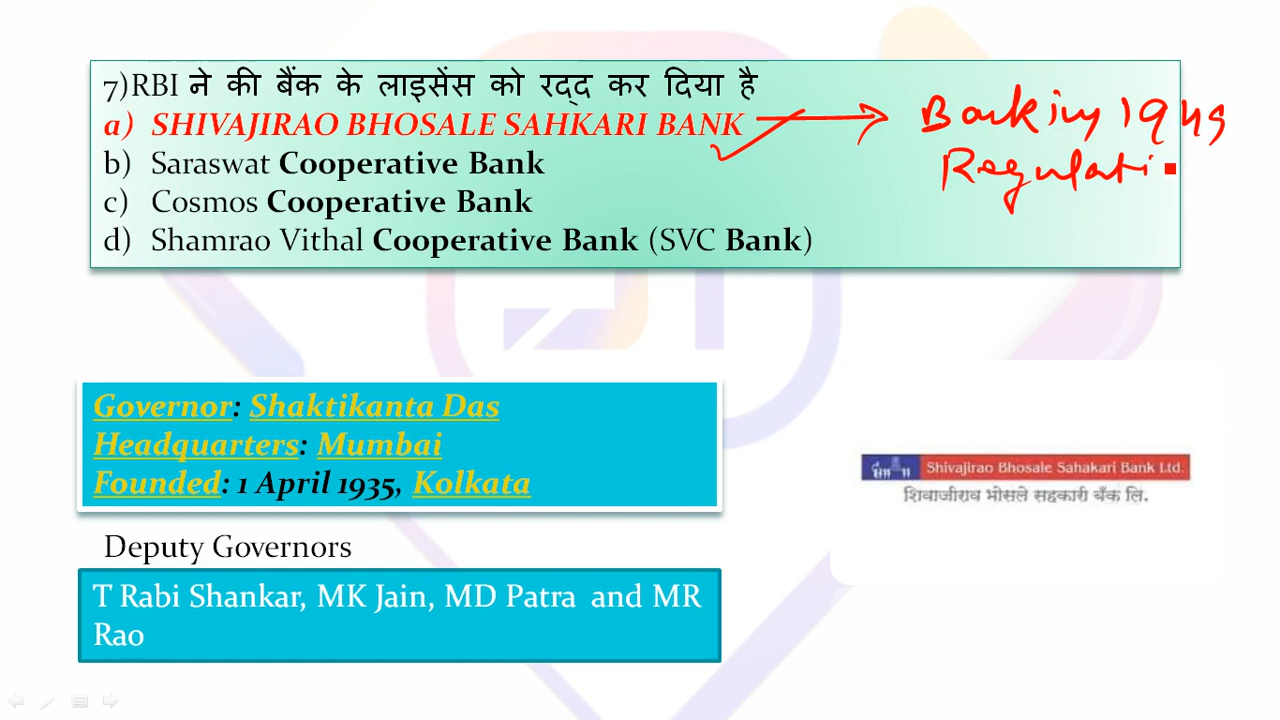 7)RBI ने की बैंक के लाइसेंस को रद्द कर दिया है
a) SHIVAJIRAO BHOSALE SAHKARI BANK
b) Saraswat Cooperative Bank
c) Cosmos Cooperative Bank
d) Shamrao Vithal Cooperative Bank (SVC Bank)
Banking 1949
Regulati
Governor: Shaktikanta Das
Headquarters: Mumbai
Founded: 1 April 1935, Kolkata
Deputy Governors
T Rabi Shankar, MK Jain, MD Patra and MR
Rao
Shivajirao Bhosale Sahakari Bank Ltd.
शिवाजीराव भोसले सहकारी बँक लि.